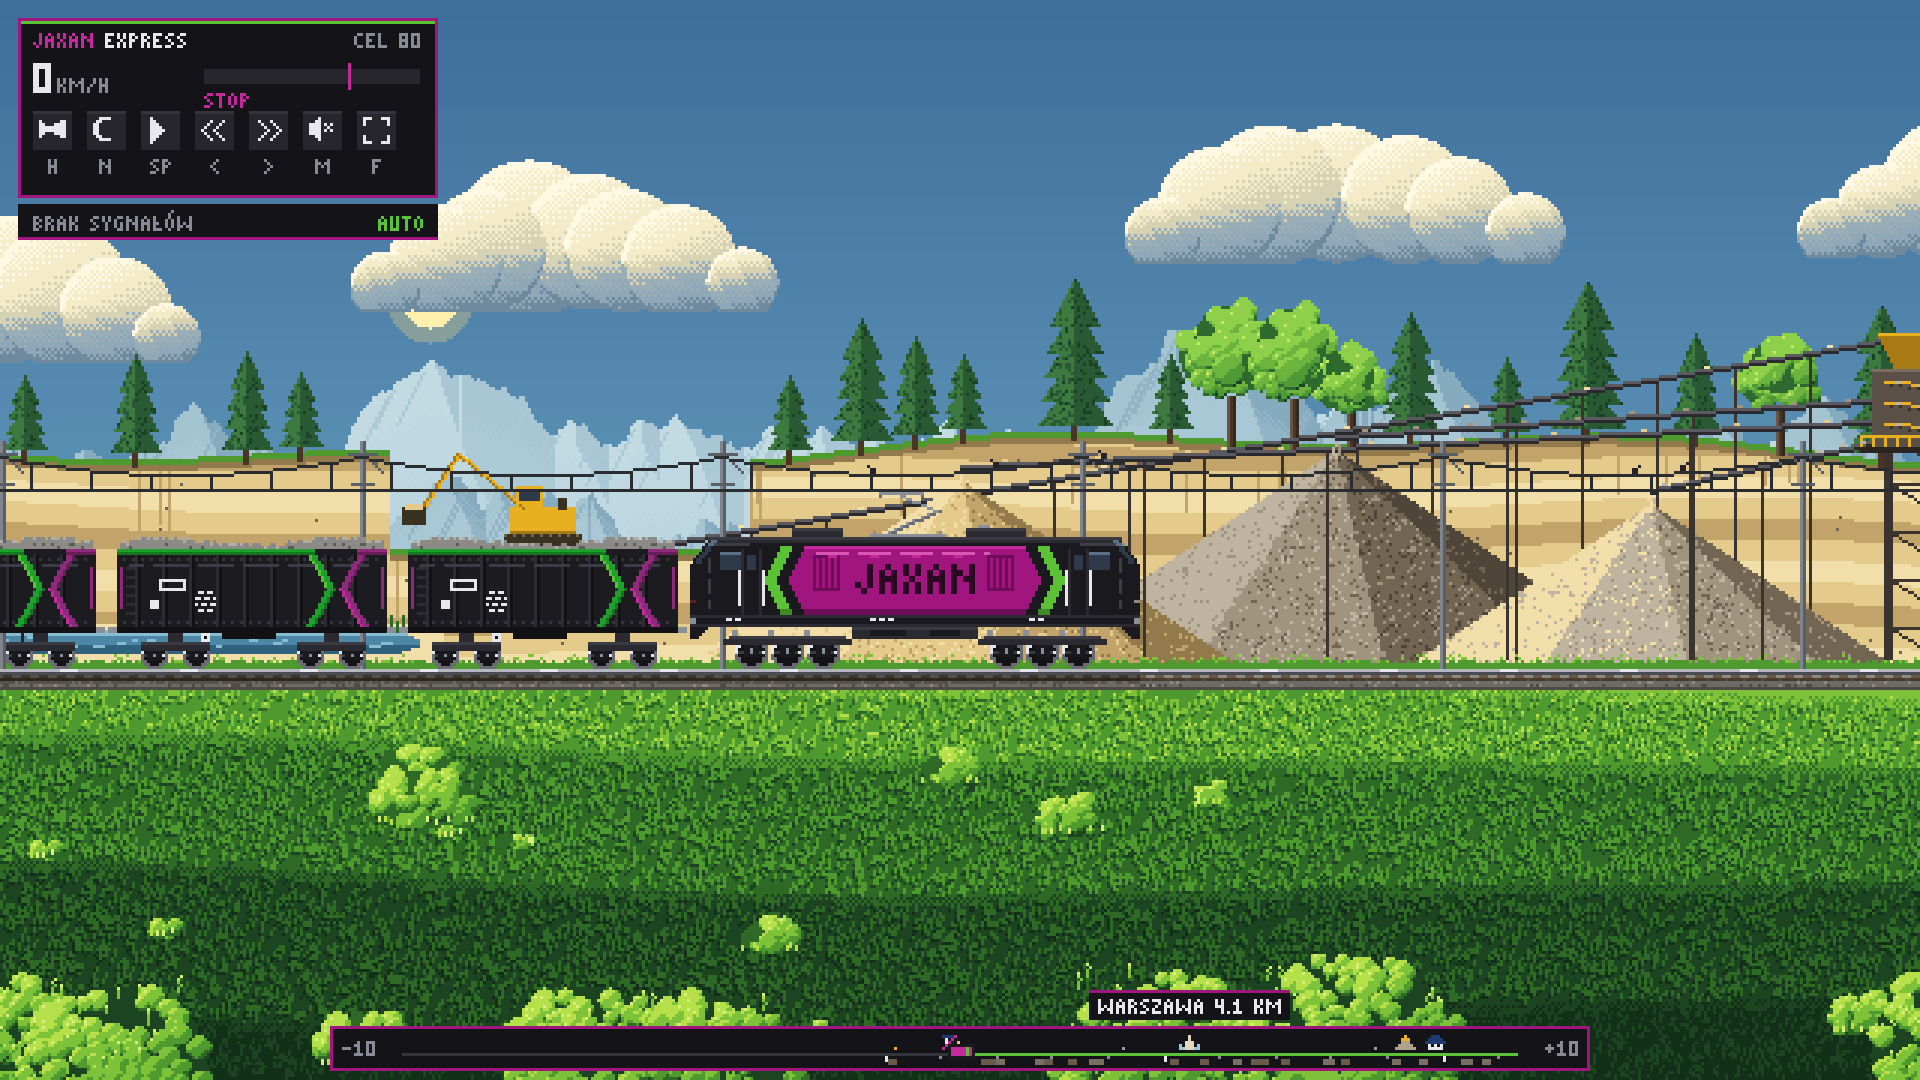 JAXAN EXPRESS CEL 80
0 KM/H
STOP
H N SP < > M F
BRAK SYGNAŁÓW AUTO
JAXAN
WARSZAWA 4.1 KM
-10 +10